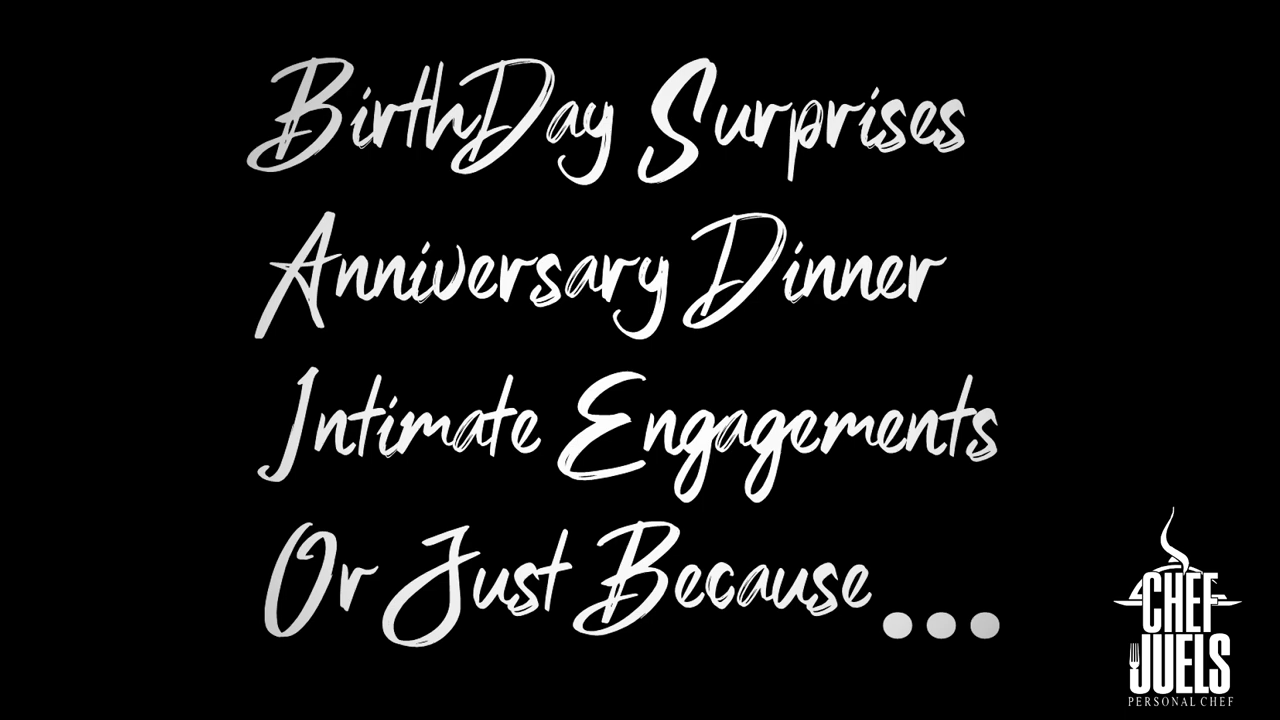 BirthDay Surprises
Anniversary Dinner
Intimate Engagements
Or Just Because...
CHEF
JUELS
PERSONAL CHEF